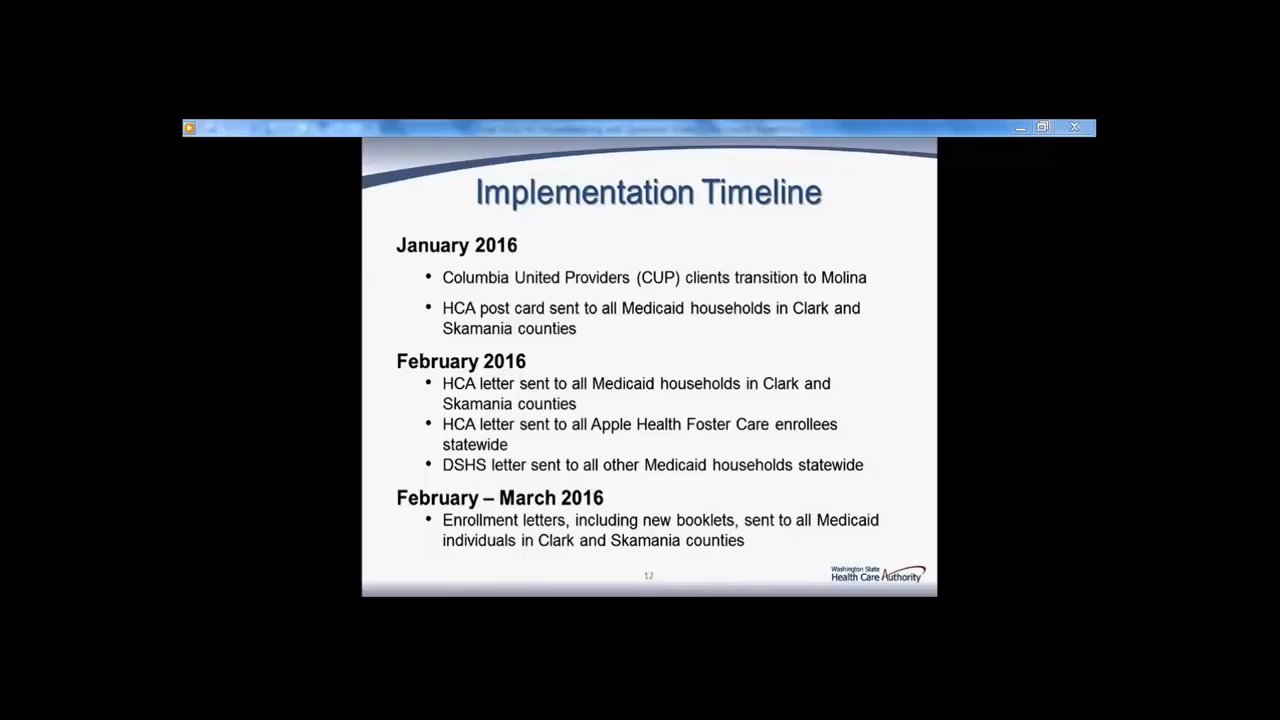 Implementation Timeline
January 2016
• Columbia United Providers (CUP) clients transition to Molina
• HCA post card sent to all Medicaid households in Clark and
Skamania counties
February 2016
• HCA letter sent to all Medicaid households in Clark and
Skamania counties
• HCA letter sent to all Apple Health Foster Care enrollees
statewide
• DSHS letter sent to all other Medicaid households statewide
February – March 2016
• Enrollment letters, including new booklets, sent to all Medicaid
individuals in Clark and Skamania counties
12
Washington State
Health Care Authority